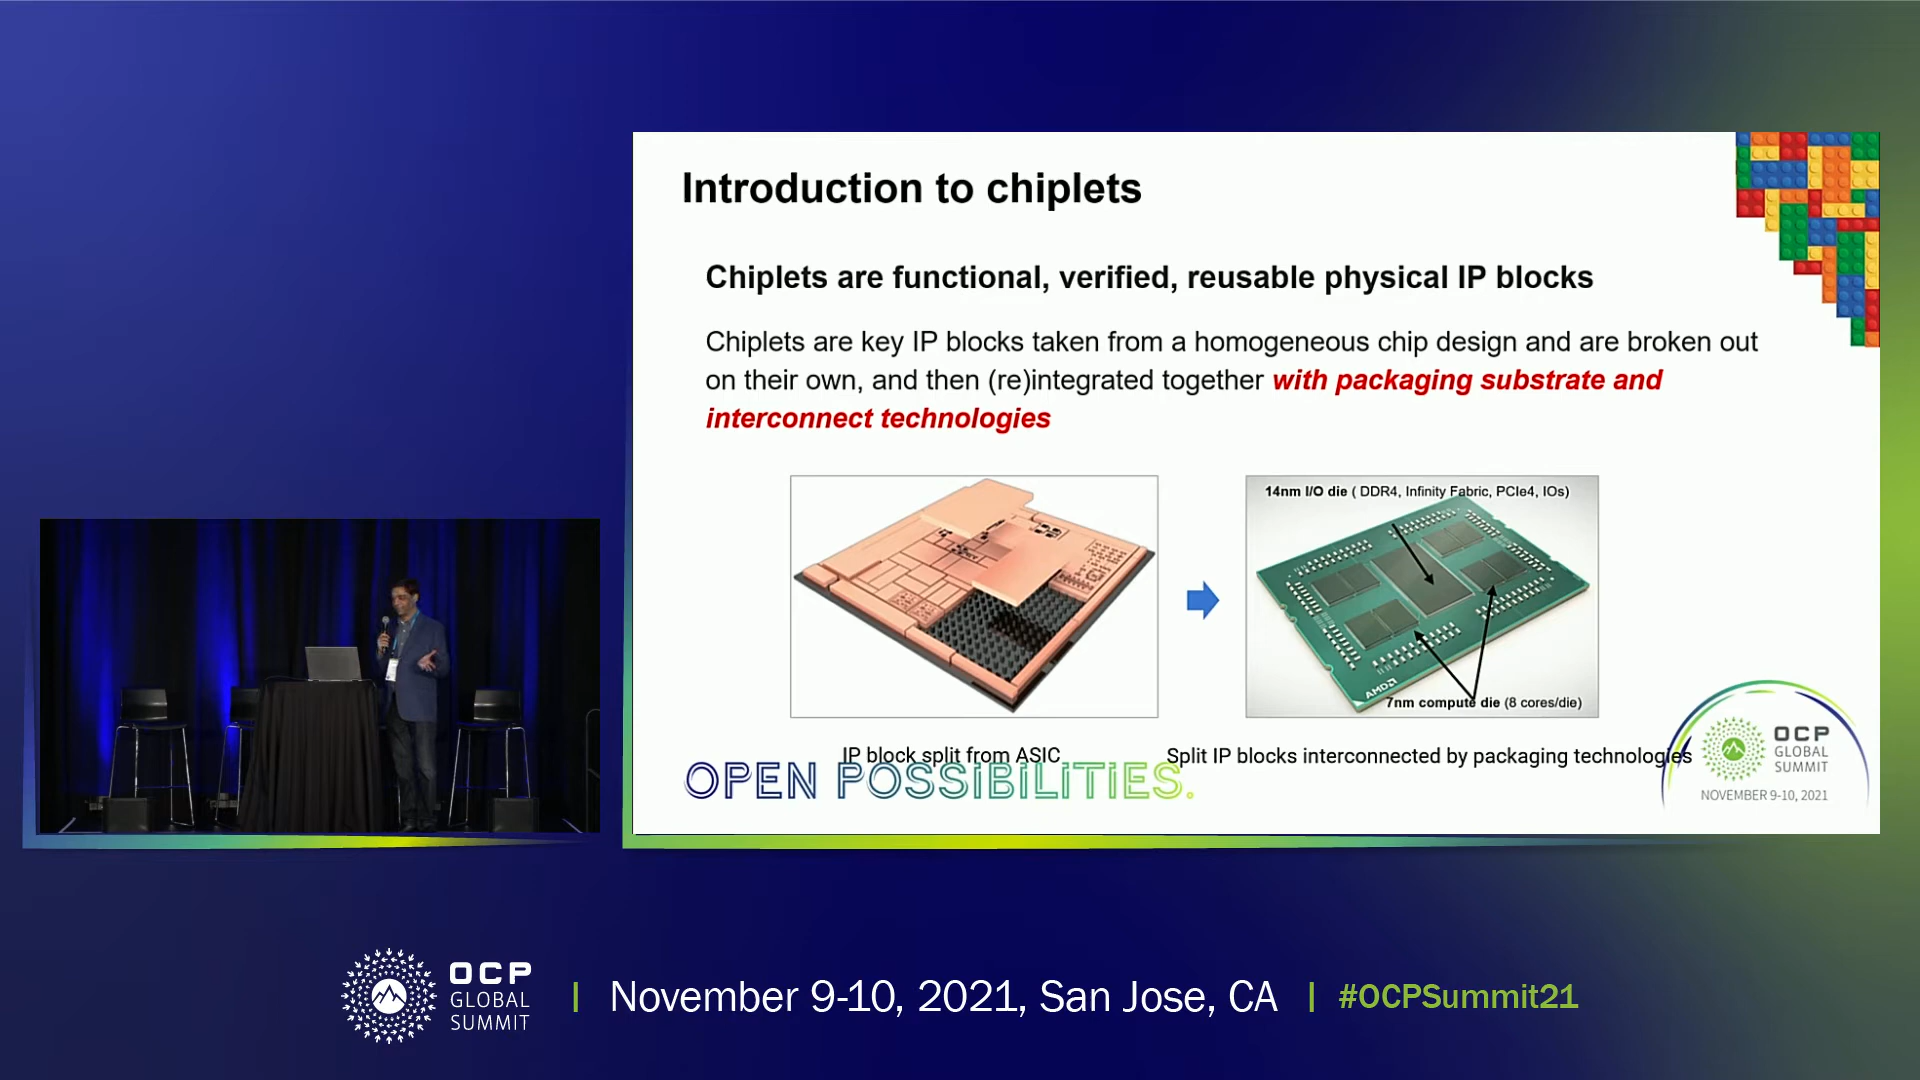 Introduction to chiplets
Chiplets are functional, verified, reusable physical IP blocks
Chiplets are key IP blocks taken from a homogeneous chip design and are broken out
on their own, and then (re)integrated together with packaging substrate and
interconnect technologies
14nm I/O die ( DDR4, Infinity Fabric, PCIe4, IOs)
AMD
7nm compute die (8 cores/die)
IP block split from ASIC
Split IP blocks interconnected by packaging technologies
OPEN POSSIBILITIES.
OCP
GLOBAL
SUMMIT
NOVEMBER 9-10, 2021
OCP
GLOBAL
SUMMIT
| November 9-10, 2021, San Jose, CA | #OCPSummit21